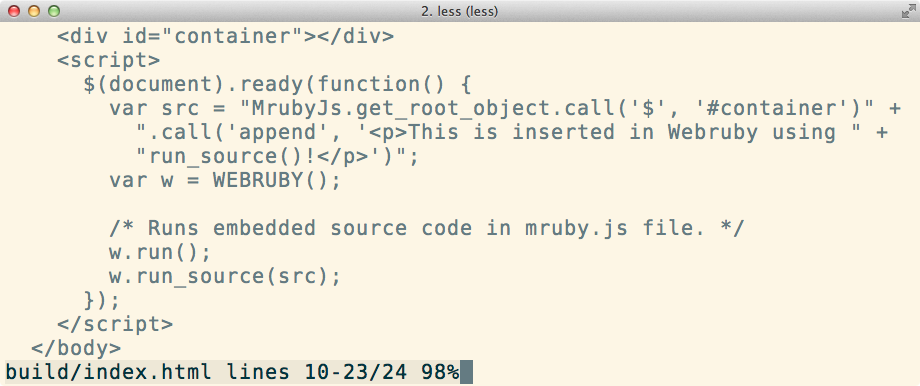 2. less (less)
<div id="container"></div>
<script>
$(document).ready(function() {
var src = "MrubyJs.get_root_object.call('$', '#container')" +
".call('append', '<p>This is inserted in Webruby using " +
"run_source()!</p>')";
var w = WEBRUBY();
/* Runs embedded source code in mruby.js file. */
w.run();
w.run_source(src);
});
</script>
</body>
build/index.html lines 10-23/24 98%